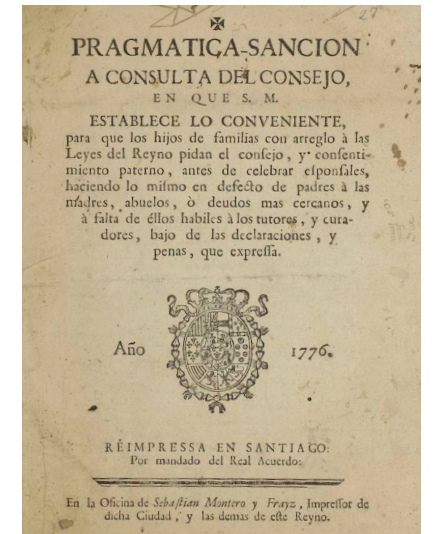 ✠
27
PRAGMATICA-SANCION
A CONSULTA DEL CONSEJO,
EN QUE S. M.
ESTABLECE LO CONVENIENTE,
para que los hijos de familias con arreglo à las
Leyes del Reyno pidan el consejo, y consenti-
miento paterno, antes de celebrar esponsales,
haciendo lo mismo en defecto de padres à las
madres, abuelos, ò deudos mas cercanos, y
à falta de éllos habiles à los tutores, y cura-
dores, bajo de las declaraciones, y
penas, que expressa.
Año 1776.
REIMPRESSA EN SANTIAGO:
Por mandado del Real Acuerdo:
En la Oficina de Sebastian Montero y Frayz, Impressor de
dicha Ciudad, y las demas de este Reyno.